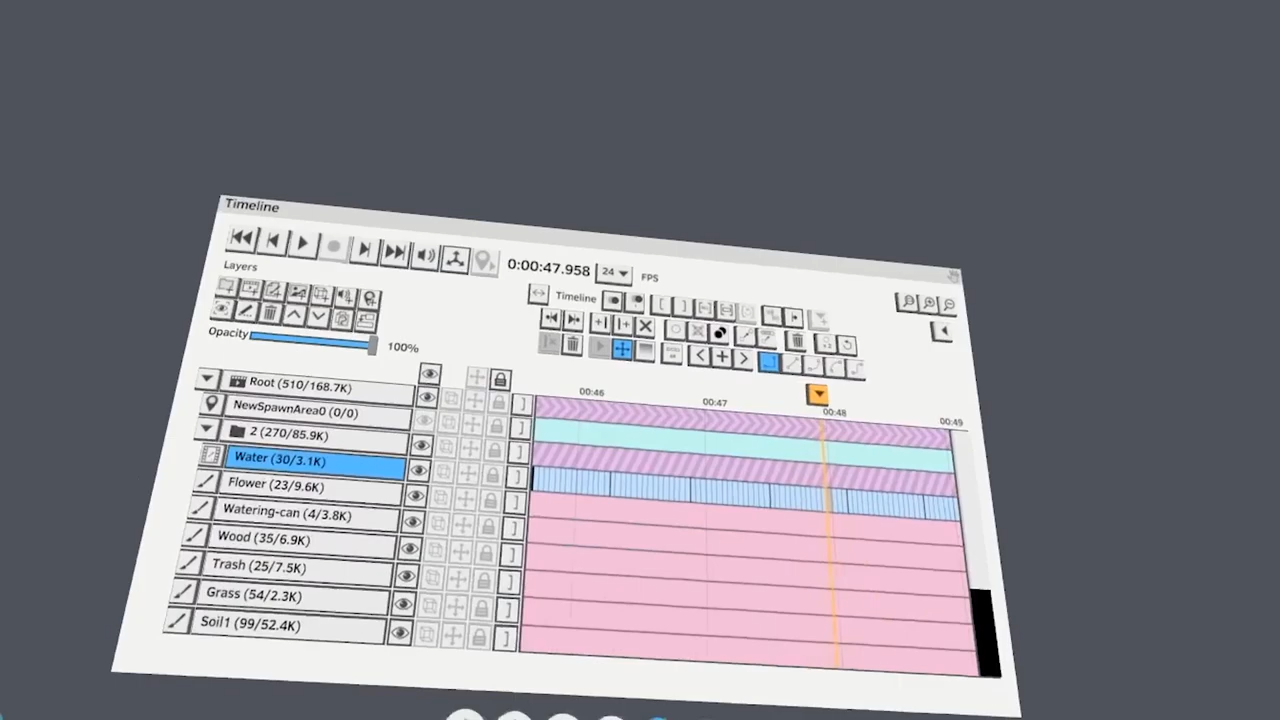 Timeline
0:00:47.958
24
FPS
Layers
Timeline
Opacity
100%
00:46
00:47
00:48
00:49
Root (510/168.7K)
NewSpawnArea0 (0/0)
2 (270/85.9K)
Water (30/3.1K)
Flower (23/9.6K)
Watering-can (4/3.8K)
Wood (35/6.9K)
Trash (25/7.5K)
Grass (54/2.3K)
Soil1 (99/52.4K)